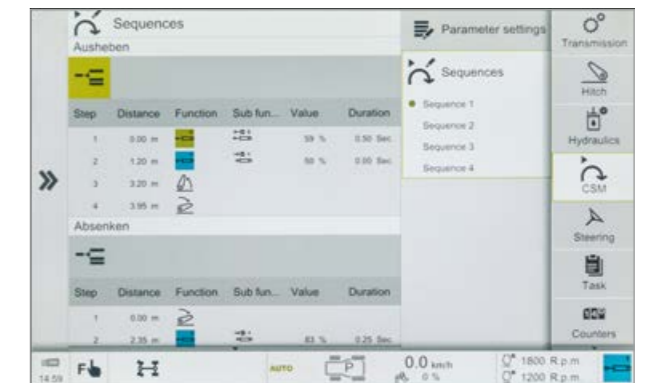 Sequences
Ausheben
Step Distance Function Sub fun... Value Duration
1 0.00 m 59 % 0.50 Sec.
2 1.20 m 50 % 0.00 Sec.
3 3.20 m
4 3.95 m
Absenken
Step Distance Function Sub fun... Value Duration
1 0.00 m
2 2.35 m 83 % 0.25 Sec.
Parameter settings
Sequences
Sequence 1
Sequence 2
Sequence 3
Sequence 4
Transmission
Hitch
Hydraulics
CSM
Steering
Task
Counters
14:59 F AUTO P 0.0 km/h 1800 R.p.m
0 % 1200 R.p.m